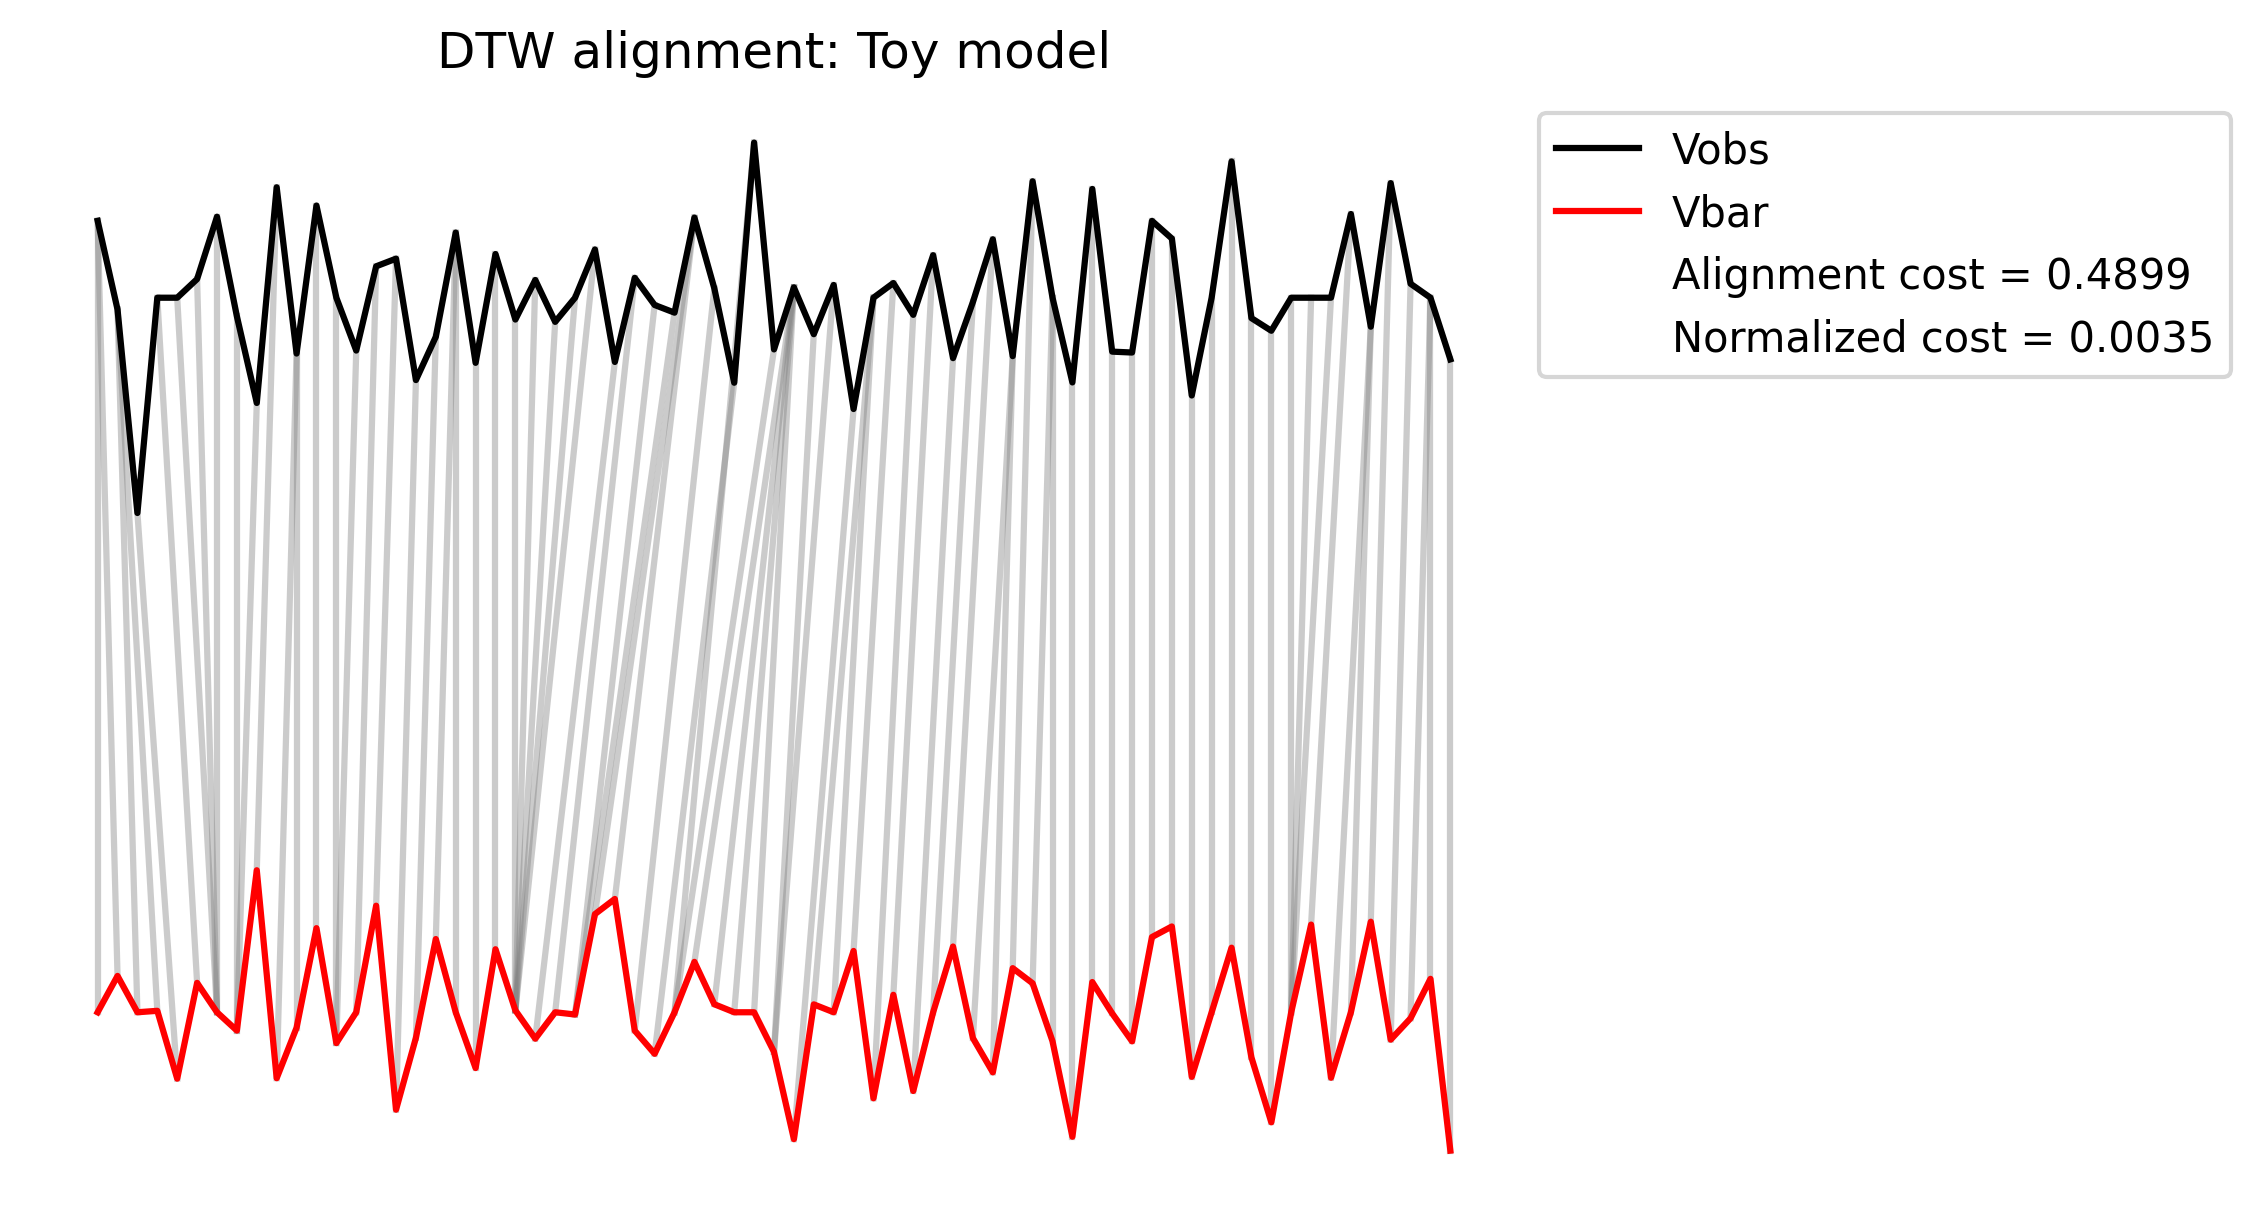 DTW alignment: Toy model
Vobs
Vbar
Alignment cost = 0.4899
Normalized cost = 0.0035